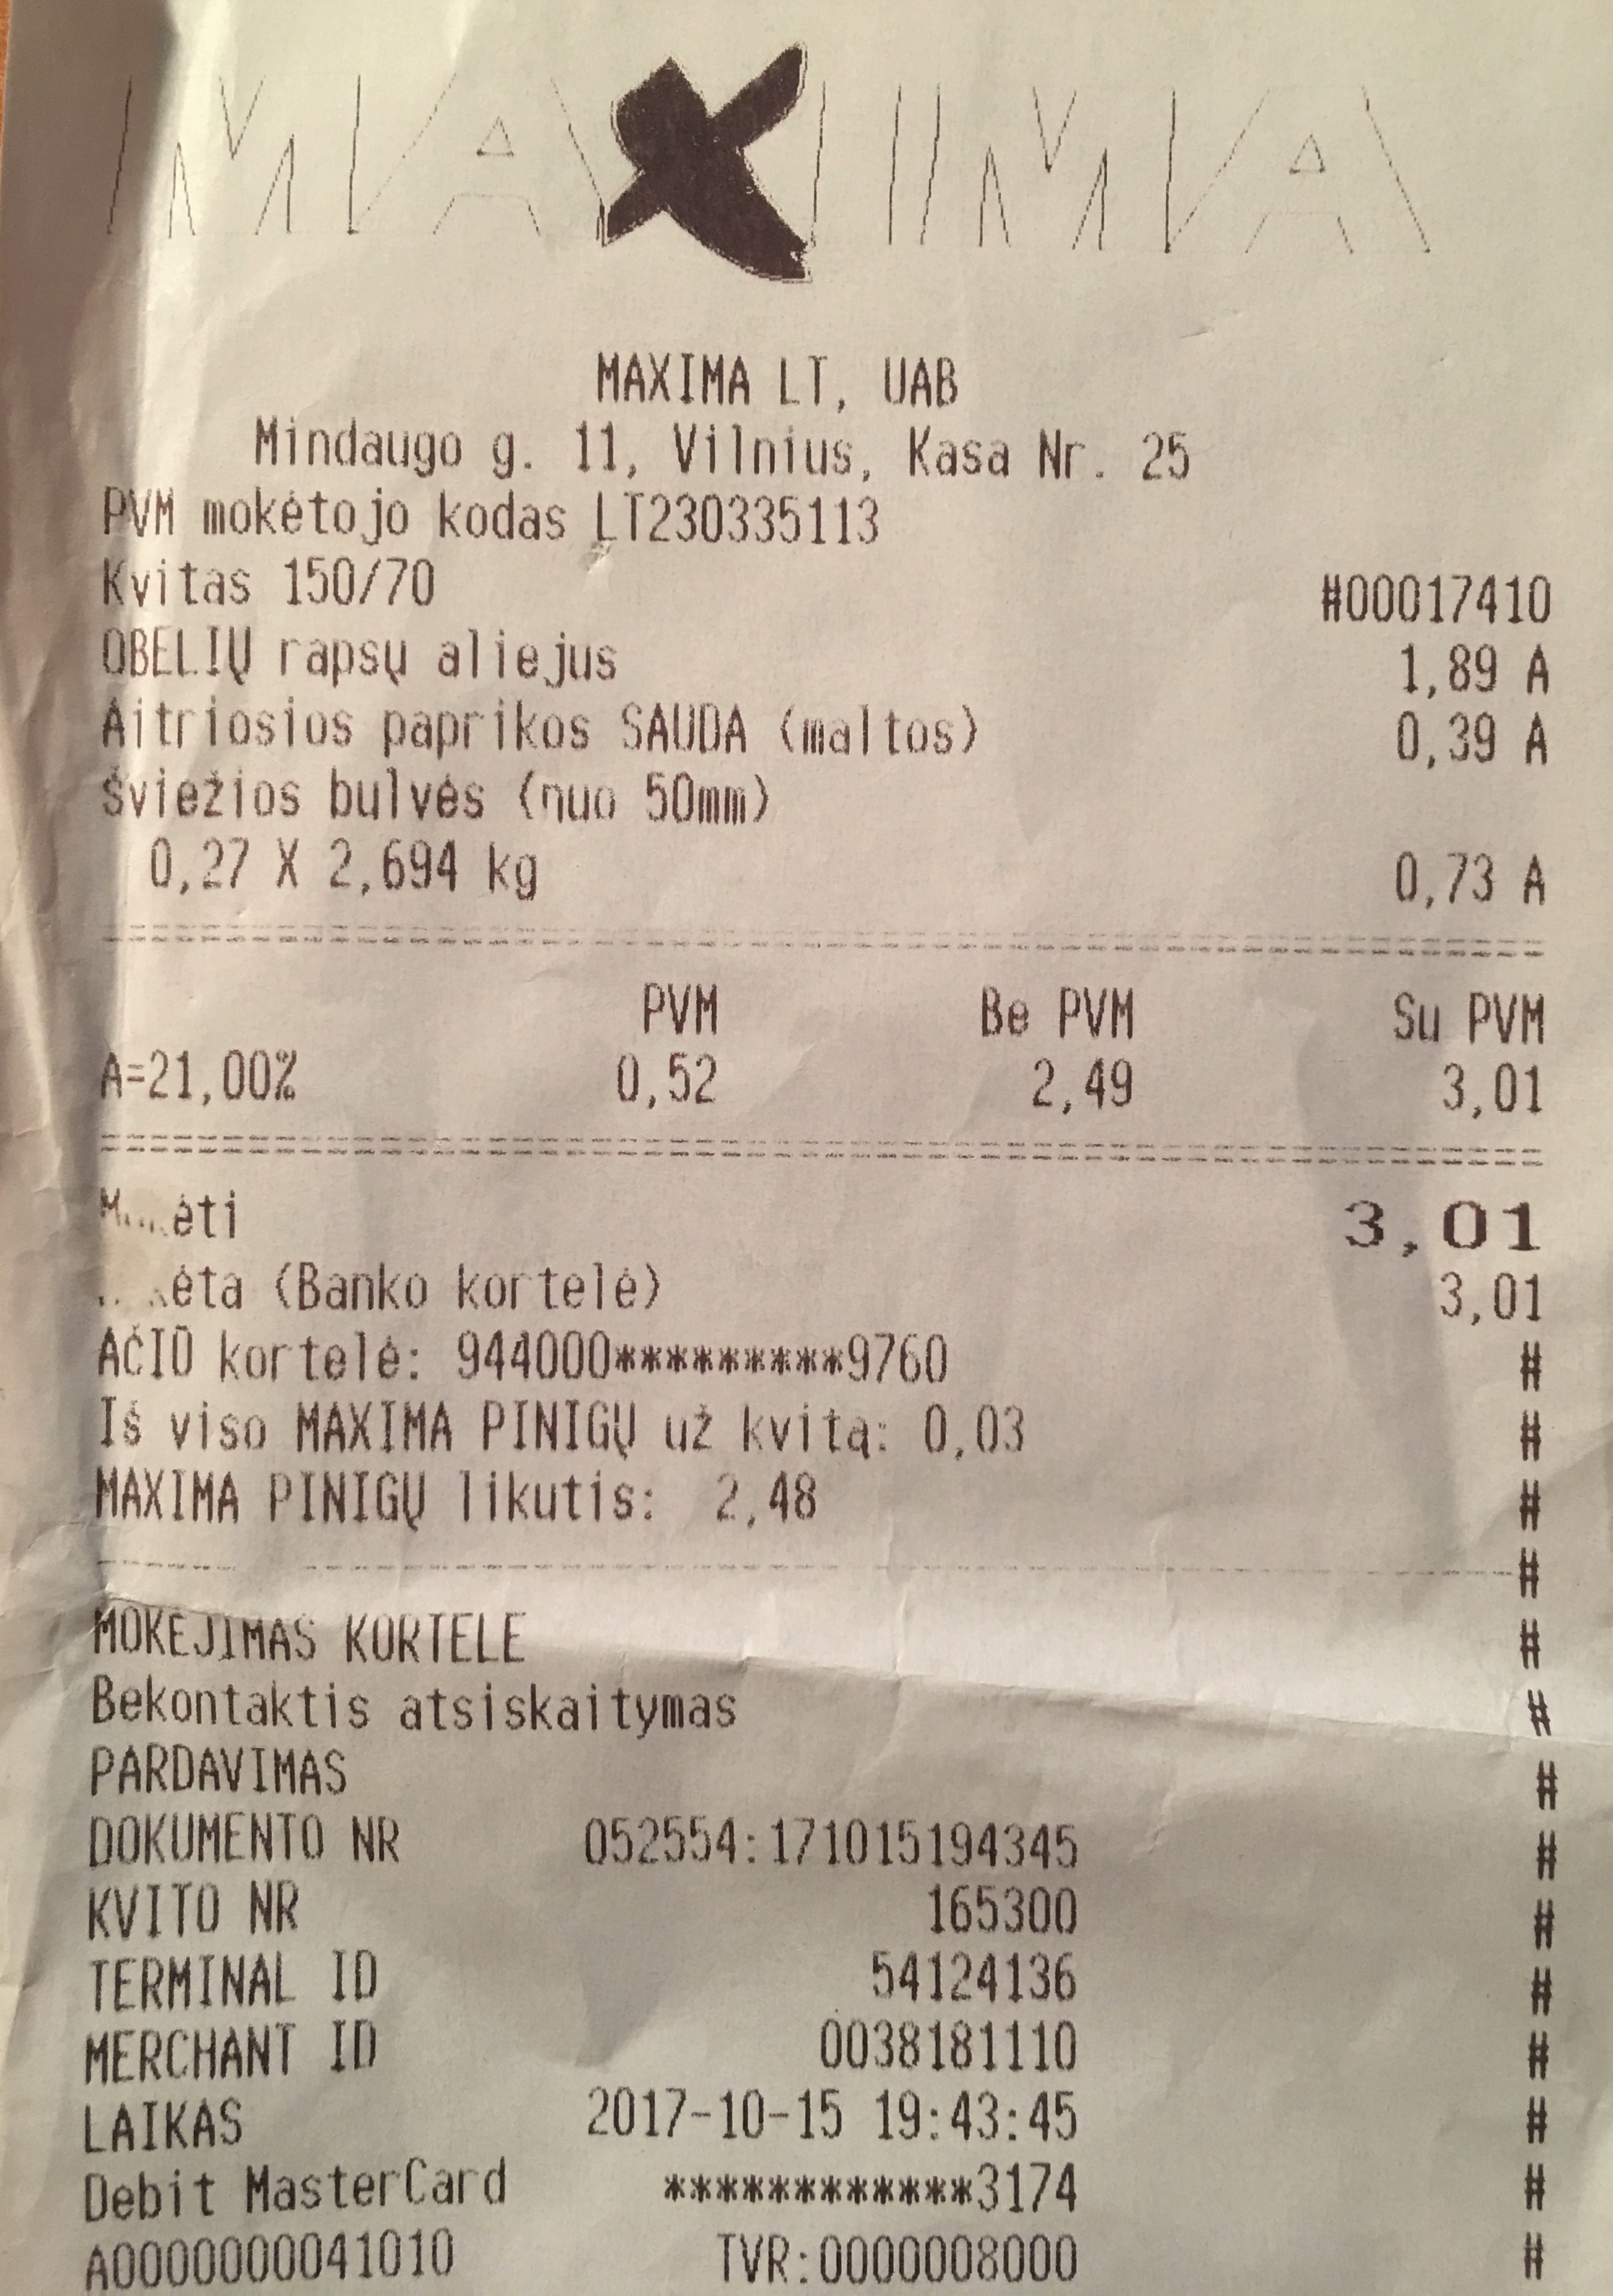 MAXIMA
MAXIMA LT, UAB
Mindaugo g. 11, Vilnius, Kasa Nr. 25
PVM mokėtojo kodas LT230335113
Kvitas 150/70 #00017410
OBELIŲ rapsų aliejus 1,89 A
Aitriosios paprikos SAUDA (maltos) 0,39 A
šviežios bulvės (nuo 50mm)
0,27 X 2,694 kg 0,73 A
PVM Be PVM Su PVM
A=21,00% 0,52 2,49 3,01
3,01
(Banko kortelė) 3,01
AČIŪ kortelė: 944000*********9760 #
Iš viso MAXIMA PINIGŲ už kvitą: 0,03 #
MAXIMA PINIGŲ likutis: 2,48 #
#
MOKĖJIMAS KORTELE #
Bekontaktis atsiskaitymas #
PARDAVIMAS #
DOKUMENTO NR 052554:171015194345 #
KVITO NR 165300 #
TERMINAL ID 54124136 #
MERCHANT ID 0038181110 #
LAIKAS 2017-10-15 19:43:45 #
Debit MasterCard ************3174 #
A0000000041010 TVR:0000008000 #